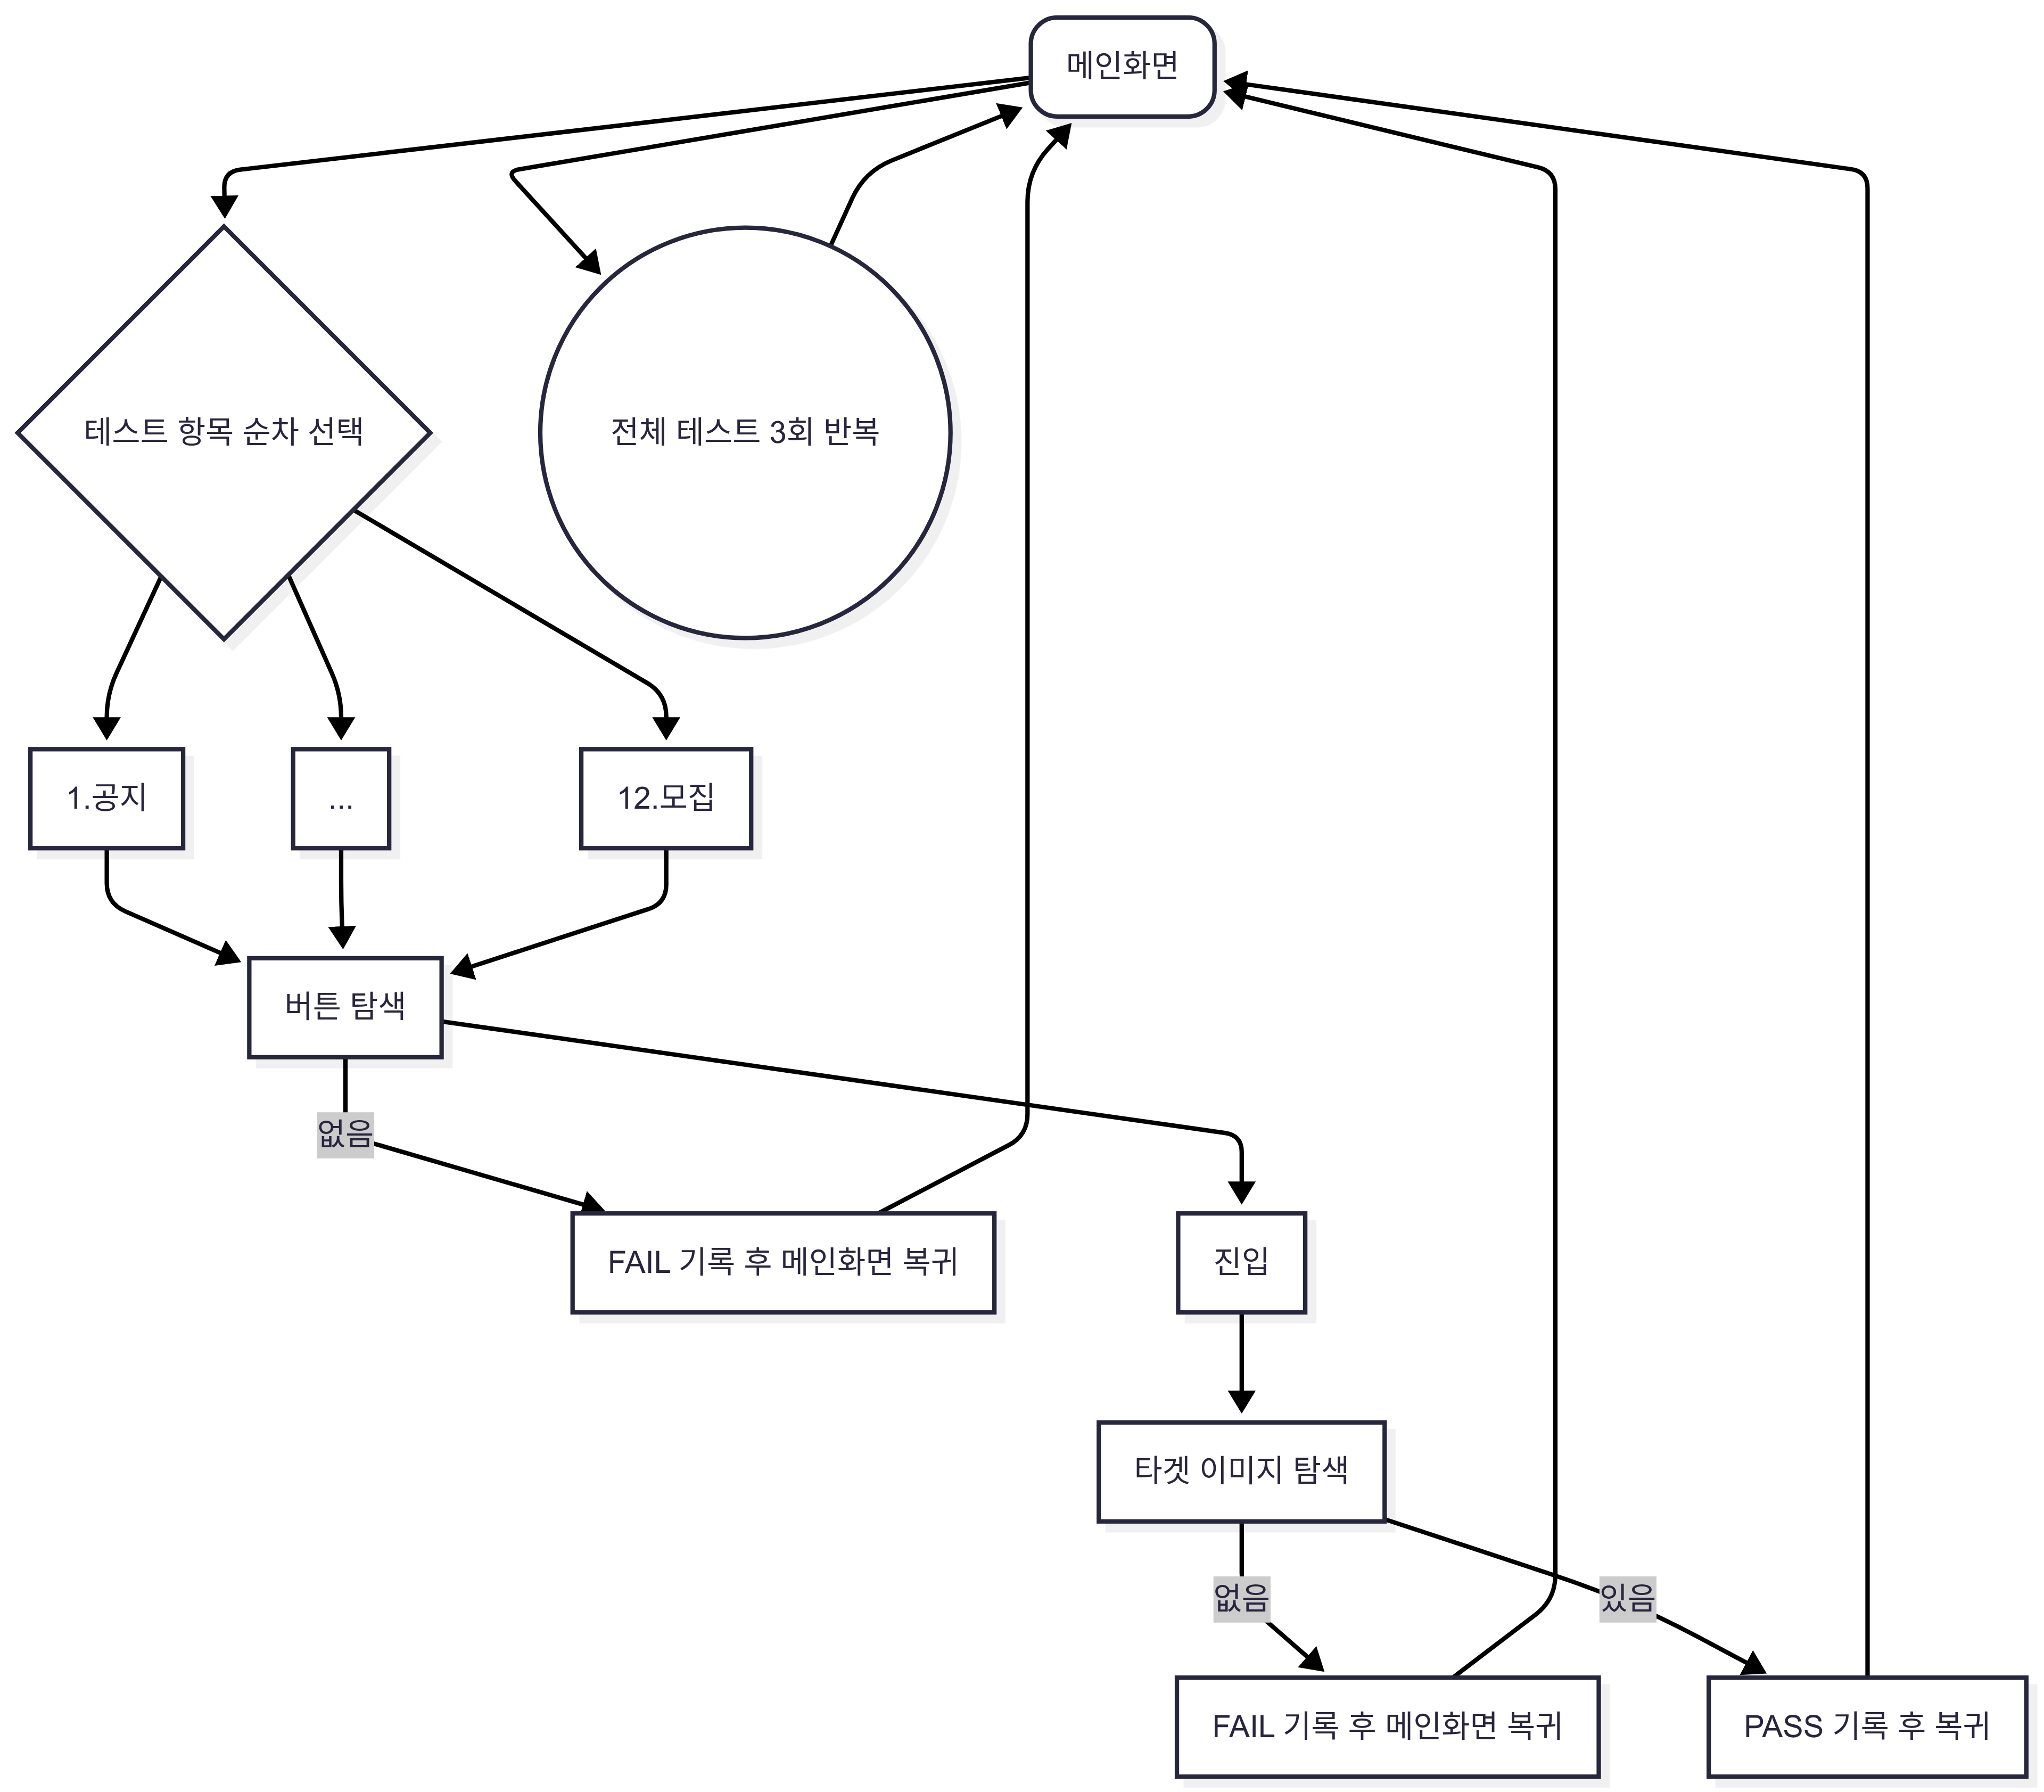 메인화면
테스트 항목 순차 선택
전체 테스트 3회 반복
1.공지
...
12.모집
버튼 탐색
없음
FAIL 기록 후 메인화면 복귀
진입
타겟 이미지 탐색
없음
있음
FAIL 기록 후 메인화면 복귀
PASS 기록 후 복귀